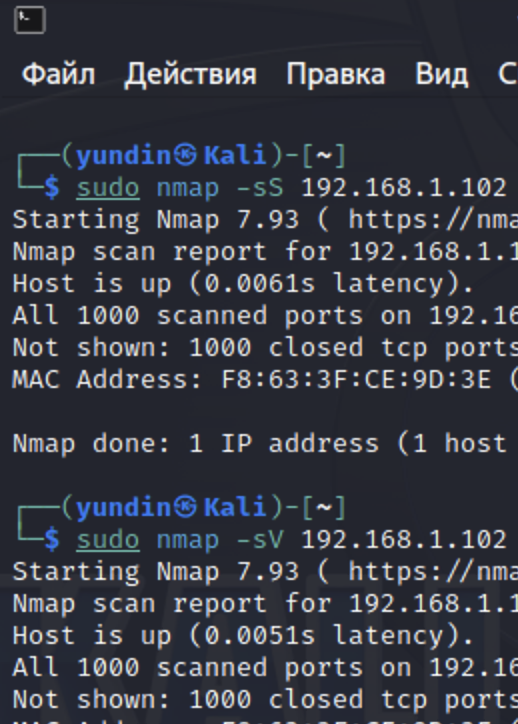 Файл Действия Правка Вид
┌──(yundin㉿Kali)-[~]
└─$ sudo nmap -sS 192.168.1.102
Starting Nmap 7.93 ( https://nma
Nmap scan report for 192.168.1.1
Host is up (0.0061s latency).
All 1000 scanned ports on 192.16
Not shown: 1000 closed tcp ports
MAC Address: F8:63:3F:CE:9D:3E (
Nmap done: 1 IP address (1 host
┌──(yundin㉿Kali)-[~]
└─$ sudo nmap -sV 192.168.1.102
Starting Nmap 7.93 ( https://nma
Nmap scan report for 192.168.1.1
Host is up (0.0051s latency).
All 1000 scanned ports on 192.16
Not shown: 1000 closed tcp ports